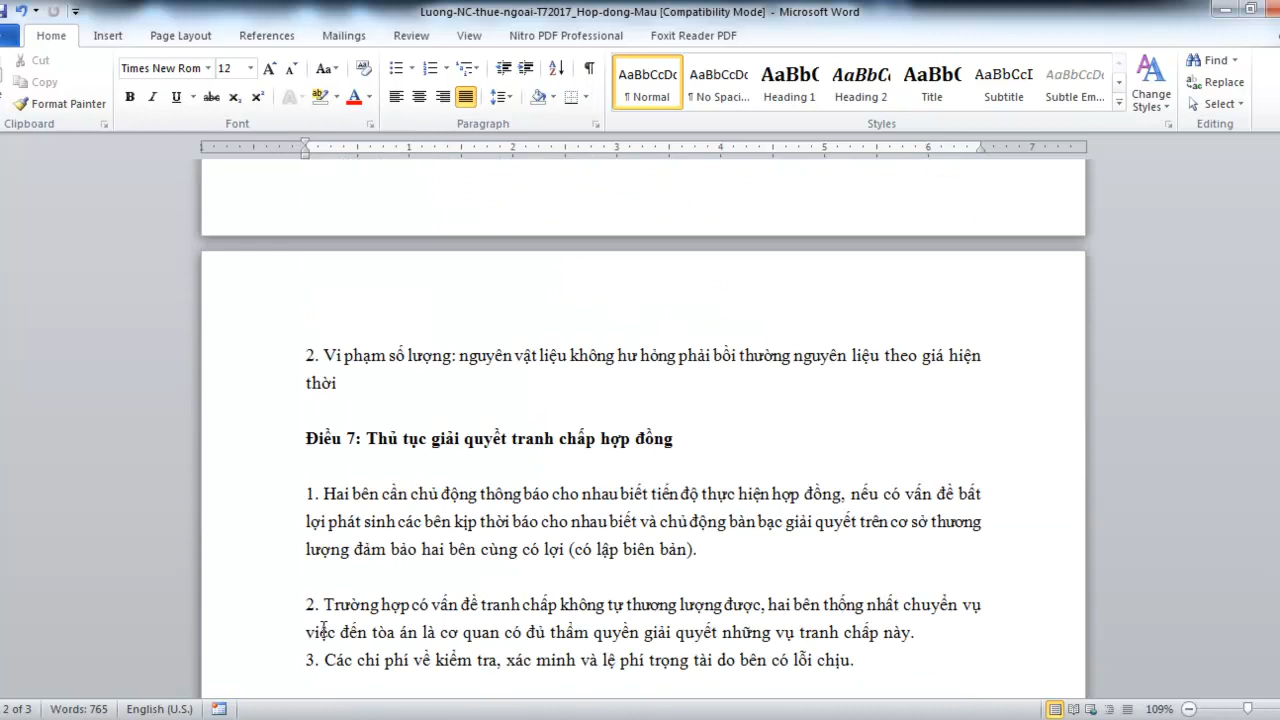 Luong-NC-thue-ngoai-T72017_Hop-dong-Mau [Compatibility Mode] - Microsoft Word
Home Insert Page Layout References Mailings Review View Nitro PDF Professional Foxit Reader PDF
Cut
Copy
Format Painter
Clipboard
Times New Rom 12
Font
Paragraph
AaBbCcDc AaBbCcDc AaBbC AaBbCc AaBbC AaBbCcI AaBbCcDc
¶ Normal ¶ No Spaci... Heading 1 Heading 2 Title Subtitle Subtle Em...
Styles
Change Styles
Find
Replace
Select
Editing
1 1 2 3 4 5 6 7
2. Vi phạm số lượng: nguyên vật liệu không hư hỏng phải bồi thường nguyên liệu theo giá hiện
thời
Điều 7: Thủ tục giải quyết tranh chấp hợp đồng
1. Hai bên cần chủ động thông báo cho nhau biết tiến độ thực hiện hợp đồng, nếu có vấn đề bất
lợi phát sinh các bên kịp thời báo cho nhau biết và chủ động bàn bạc giải quyết trên cơ sở thương
lượng đảm bảo hai bên cùng có lợi (có lập biên bản).
2. Trường hợp có vấn đề tranh chấp không tự thương lượng được, hai bên thống nhất chuyển vụ
việc đến tòa án là cơ quan có đủ thẩm quyền giải quyết những vụ tranh chấp này.
3. Các chi phí về kiểm tra, xác minh và lệ phí trọng tài do bên có lỗi chịu.
2 of 3 Words: 765 English (U.S.) 109%